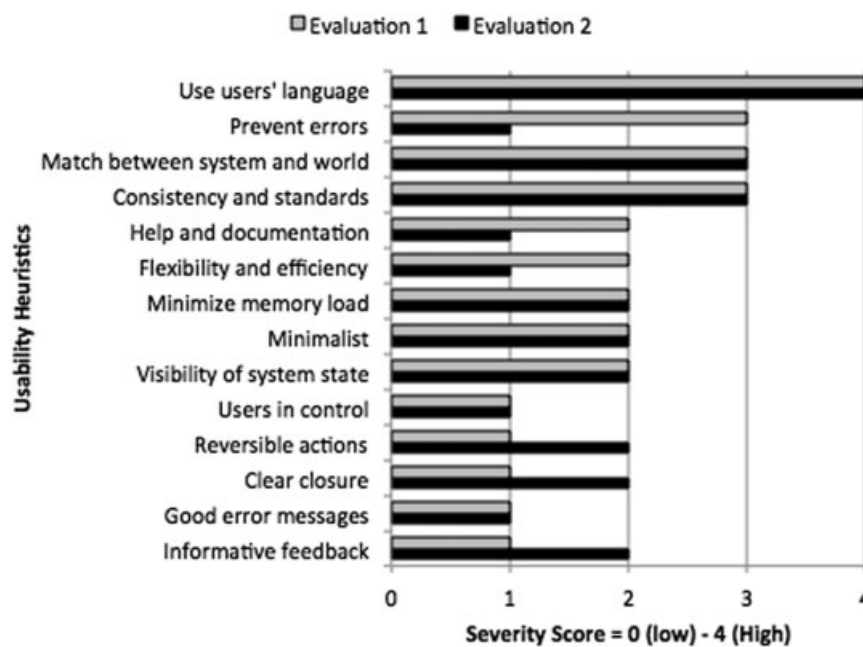 Evaluation 1 Evaluation 2
Usability Heuristics
Use users' language
Prevent errors
Match between system and world
Consistency and standards
Help and documentation
Flexibility and efficiency
Minimize memory load
Minimalist
Visibility of system state
Users in control
Reversible actions
Clear closure
Good error messages
Informative feedback
0 1 2 3 4
Severity Score = 0 (low) - 4 (High)